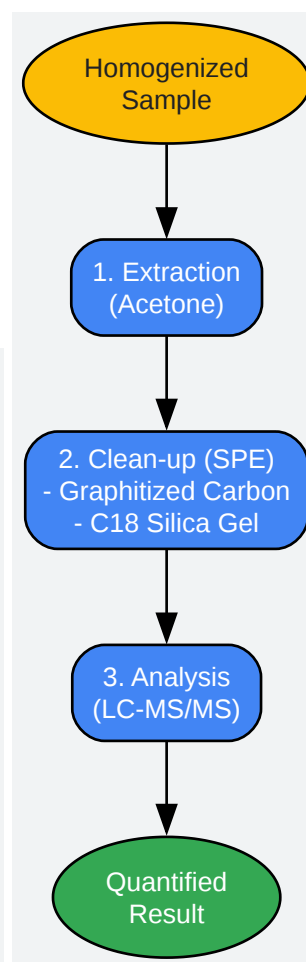 Homogenized
Sample
1. Extraction
(Acetone)
2. Clean-up (SPE)
- Graphitized Carbon
- C18 Silica Gel
3. Analysis
(LC-MS/MS)
Quantified
Result